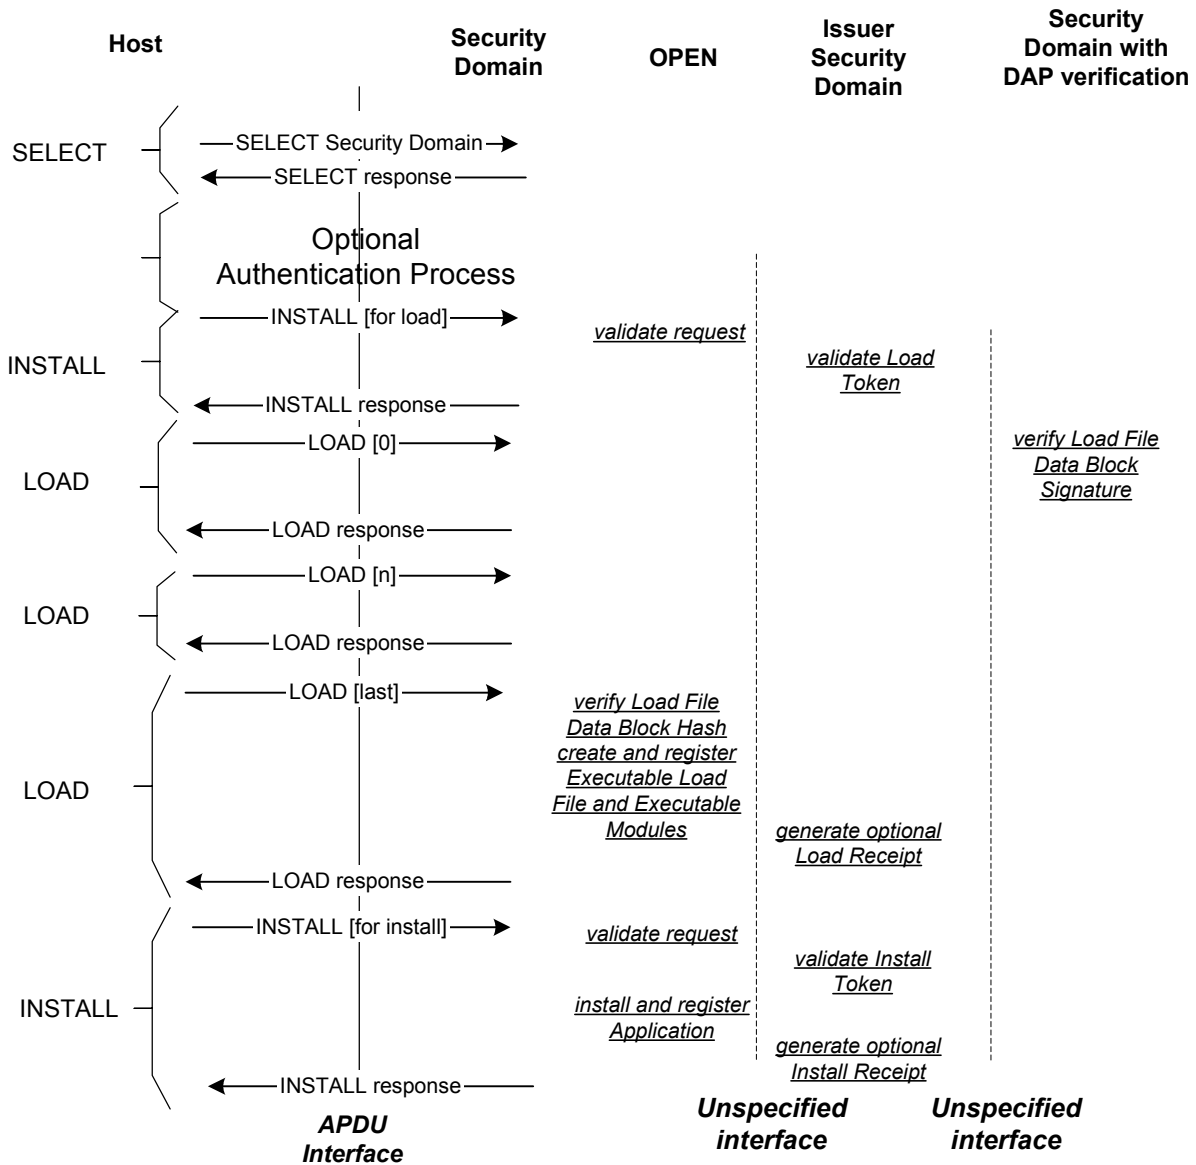 Host
Security
Domain
OPEN
Issuer
Security
Domain
Security
Domain with
DAP verification
SELECT
SELECT Security Domain
SELECT response
Optional
Authentication Process
INSTALL
INSTALL [for load]
validate request
validate Load
Token
INSTALL response
LOAD
LOAD [0]
verify Load File
Data Block
Signature
LOAD response
LOAD
LOAD [n]
LOAD response
LOAD
LOAD [last]
verify Load File
Data Block Hash
create and register
Executable Load
File and Executable
Modules
generate optional
Load Receipt
LOAD response
INSTALL
INSTALL [for install]
validate request
validate Install
Token
install and register
Application
generate optional
Install Receipt
INSTALL response
APDU
Interface
Unspecified
interface
Unspecified
interface